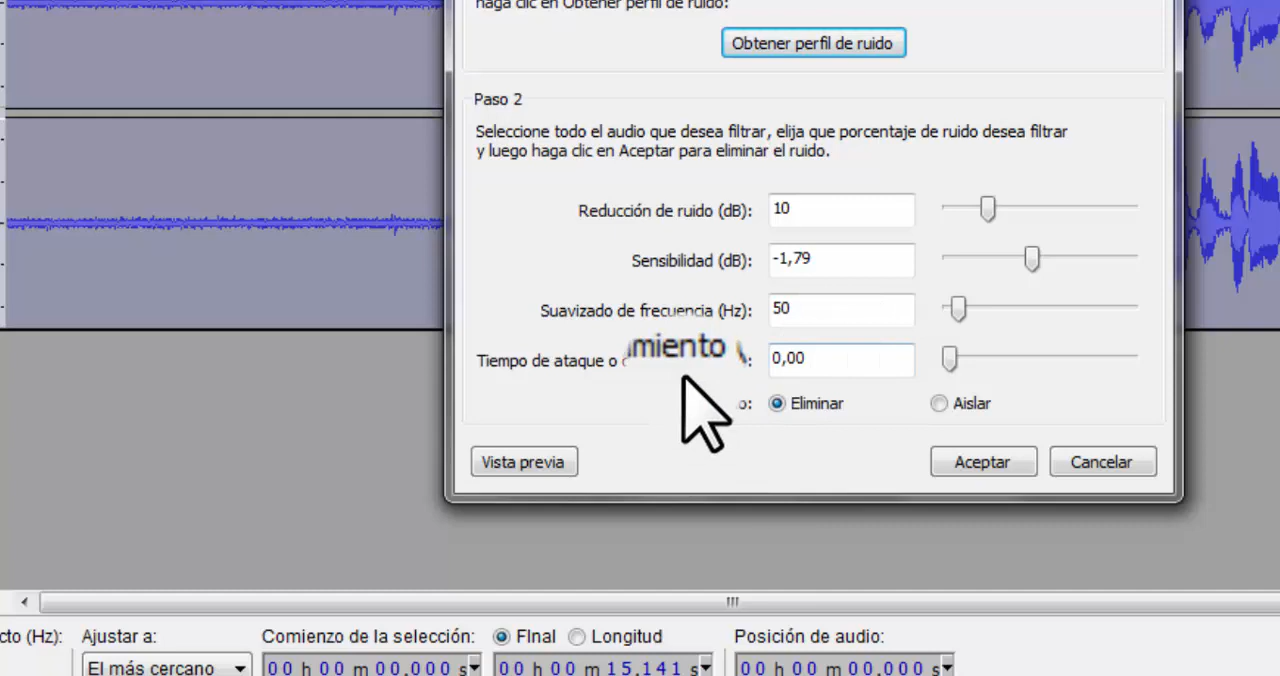 haga clic en Obtener perfil de ruido:
Obtener perfil de ruido
Paso 2
Seleccione todo el audio que desea filtrar, elija que porcentaje de ruido desea filtrar
y luego haga clic en Aceptar para eliminar el ruido.
Reducción de ruido (dB): 10
Sensibilidad (dB): -1,79
Suavizado de frecuencia (Hz): 50
Tiempo de ataque o miento : 0,00
o: Eliminar Aislar
Vista previa Aceptar Cancelar
cto (Hz): Ajustar a: Comienzo de la selección: FInal Longitud Posición de audio:
El más cercano 00 h 00 m 00,000 s 00 h 00 m 15,141 s 00 h 00 m 00,000 s